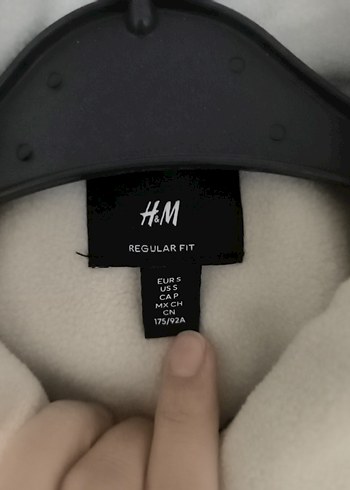 H&M
REGULAR FIT
EUR S
US S
CA P
MX CH
CN
175/92A